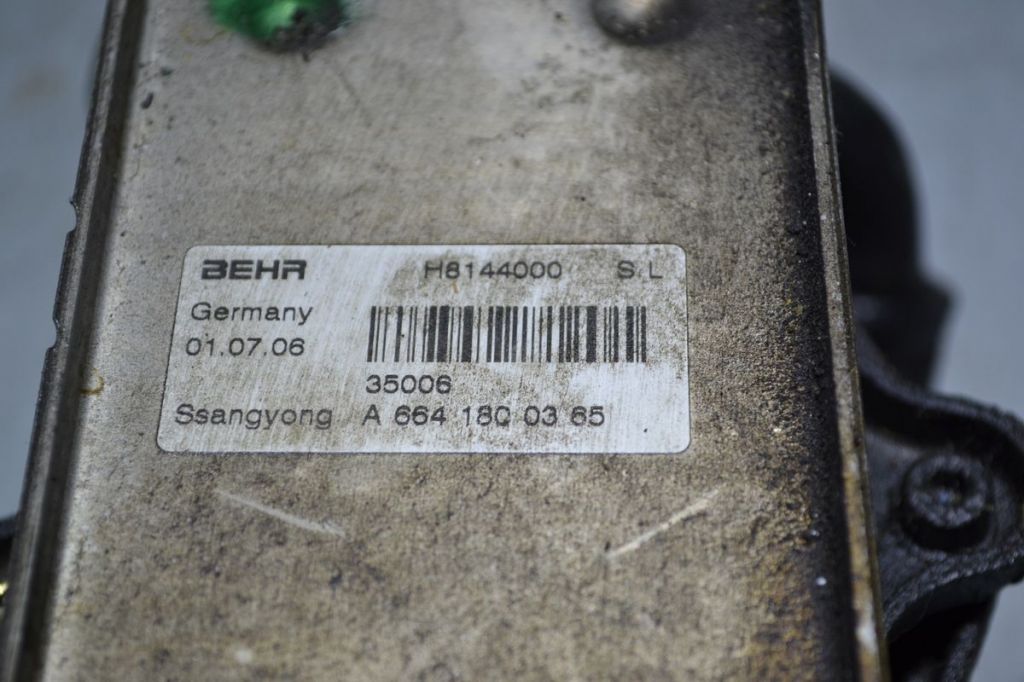 BEHR H8144000 S.L
Germany
01.07.06
35006
Ssangyong A 664 180 03 65